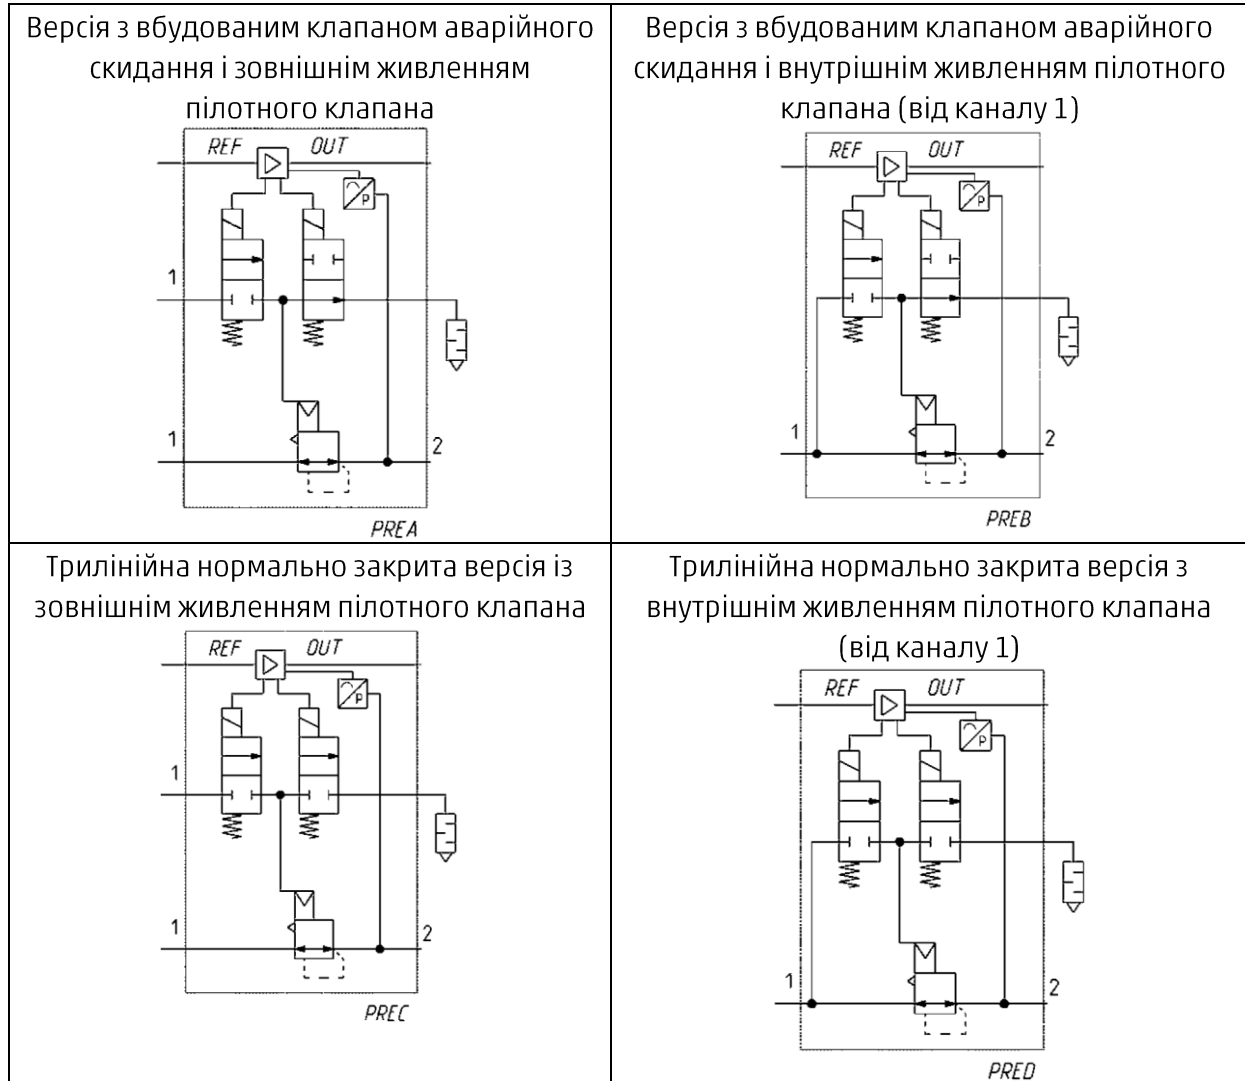 Версія з вбудованим клапаном аварійного
скидання і зовнішнім живленням
пілотного клапана
REF OUT
P
1
1
2
PREA
Версія з вбудованим клапаном аварійного
скидання і внутрішнім живленням пілотного
клапана (від каналу 1)
REF OUT
P
1
2
PREB
Трилінійна нормально закрита версія із
зовнішнім живленням пілотного клапана
REF OUT
P
1
1
2
PREC
Трилінійна нормально закрита версія з
внутрішнім живленням пілотного клапана
(від каналу 1)
REF OUT
P
1
2
PRED